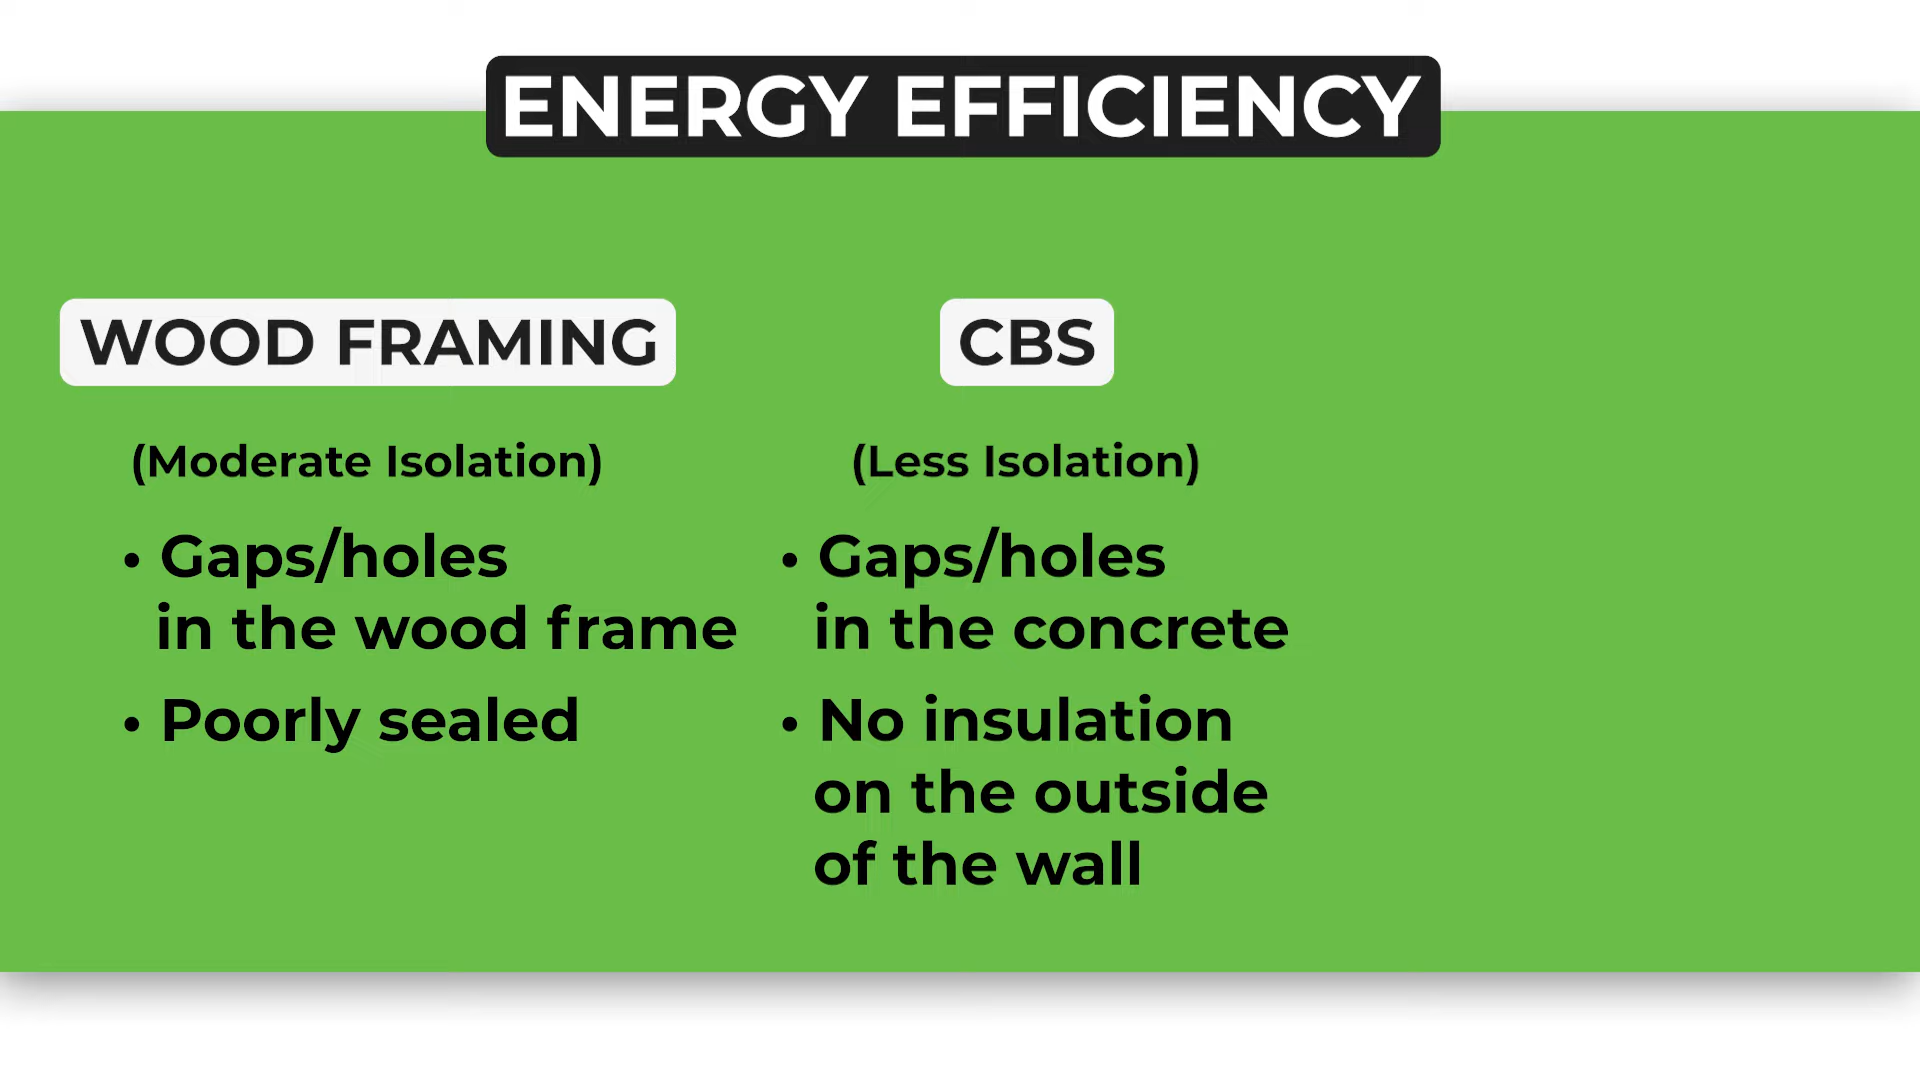 ENERGY EFFICIENCY
WOOD FRAMING
(Moderate Isolation)
• Gaps/holes
in the wood frame
• Poorly sealed
CBS
(Less Isolation)
• Gaps/holes
in the concrete
• No insulation
on the outside
of the wall